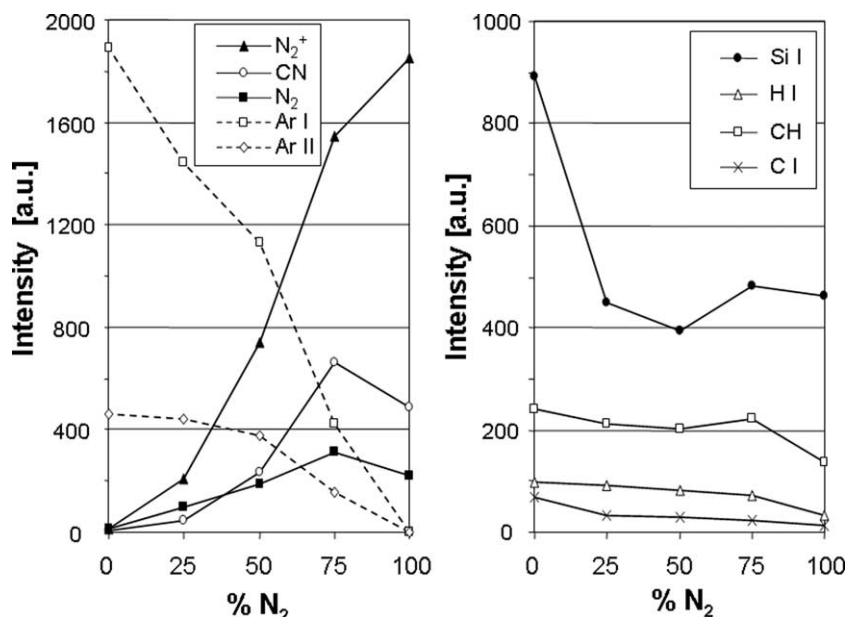 2000
1600
1200
800
400
0
Intensity [a.u.]
N₂⁺
CN
N₂
Ar I
Ar II
0 25 50 75 100
% N₂
1000
800
600
400
200
0
Intensity [a.u.]
Si I
H I
CH
C I
0 25 50 75 100
% N₂